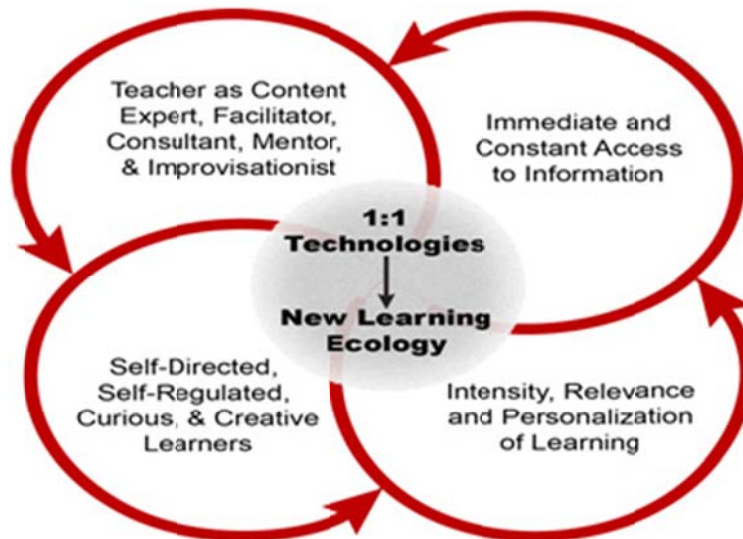 Teacher as Content
Expert, Facilitator,
Consultant, Mentor,
& Improvisationist
Immediate and
Constant Access
to Information
1:1
Technologies
New Learning
Ecology
Self-Directed,
Self-Regulated,
Curious, & Creative
Learners
Intensity, Relevance
and Personalization
of Learning